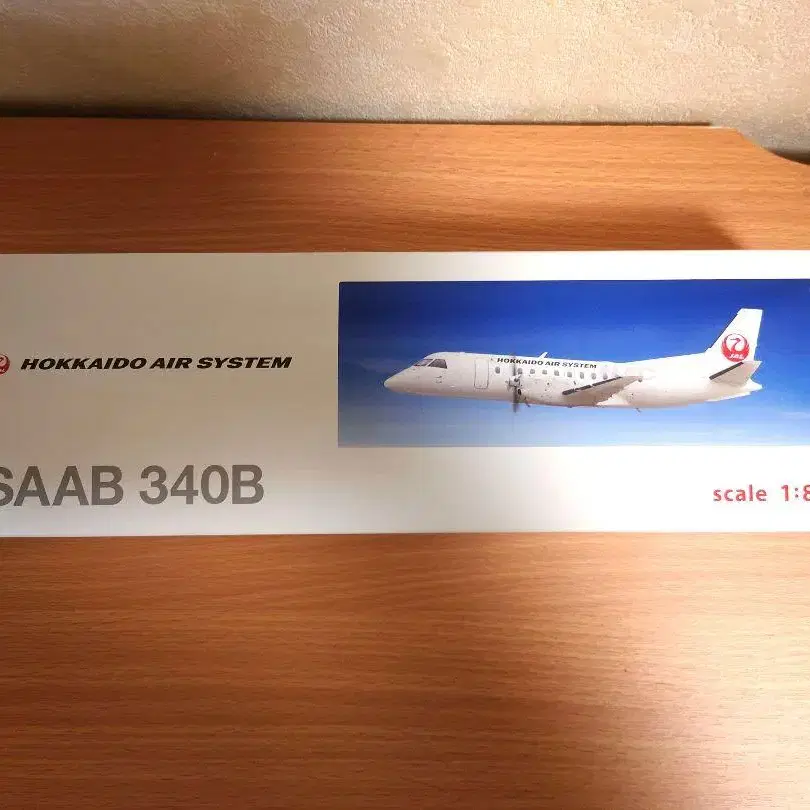 HOKKAIDO AIR SYSTEM
HOKKAIDO AIR SYSTEM
JAL
SAAB 340B
scale 1:8